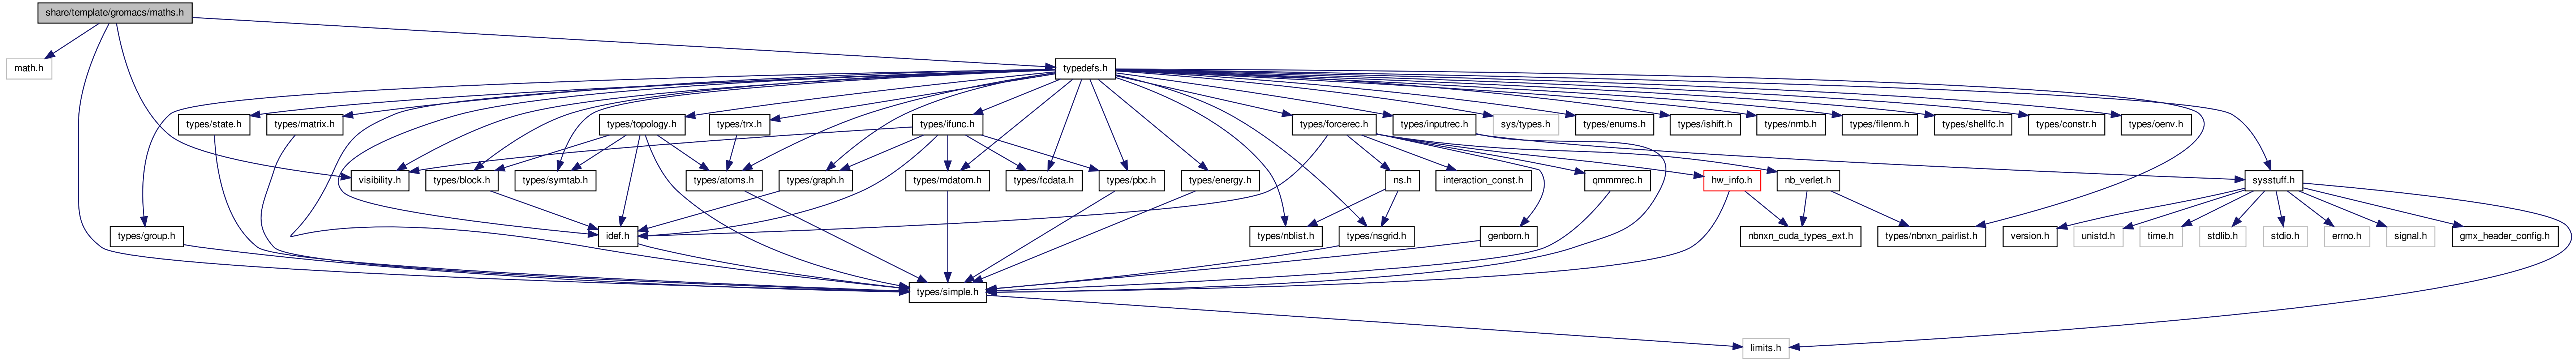 share/template/gromacs/maths.h
math.h
typedefs.h
types/state.h
types/matrix.h
types/topology.h
types/trx.h
types/ifunc.h
types/forcerec.h
types/inputrec.h
sys/types.h
types/enums.h
types/ishift.h
types/nrnb.h
types/filenm.h
types/shellfc.h
types/constr.h
types/oenv.h
visibility.h
types/block.h
types/symtab.h
types/atoms.h
types/graph.h
types/mdatom.h
types/fcdata.h
types/pbc.h
types/energy.h
ns.h
interaction_const.h
qmmmrec.h
hw_info.h
nb_verlet.h
sysstuff.h
types/group.h
idef.h
types/nblist.h
types/nsgrid.h
genborn.h
nbnxn_cuda_types_ext.h
types/nbnxn_pairlist.h
version.h
unistd.h
time.h
stdlib.h
stdio.h
errno.h
signal.h
gmx_header_config.h
types/simple.h
limits.h